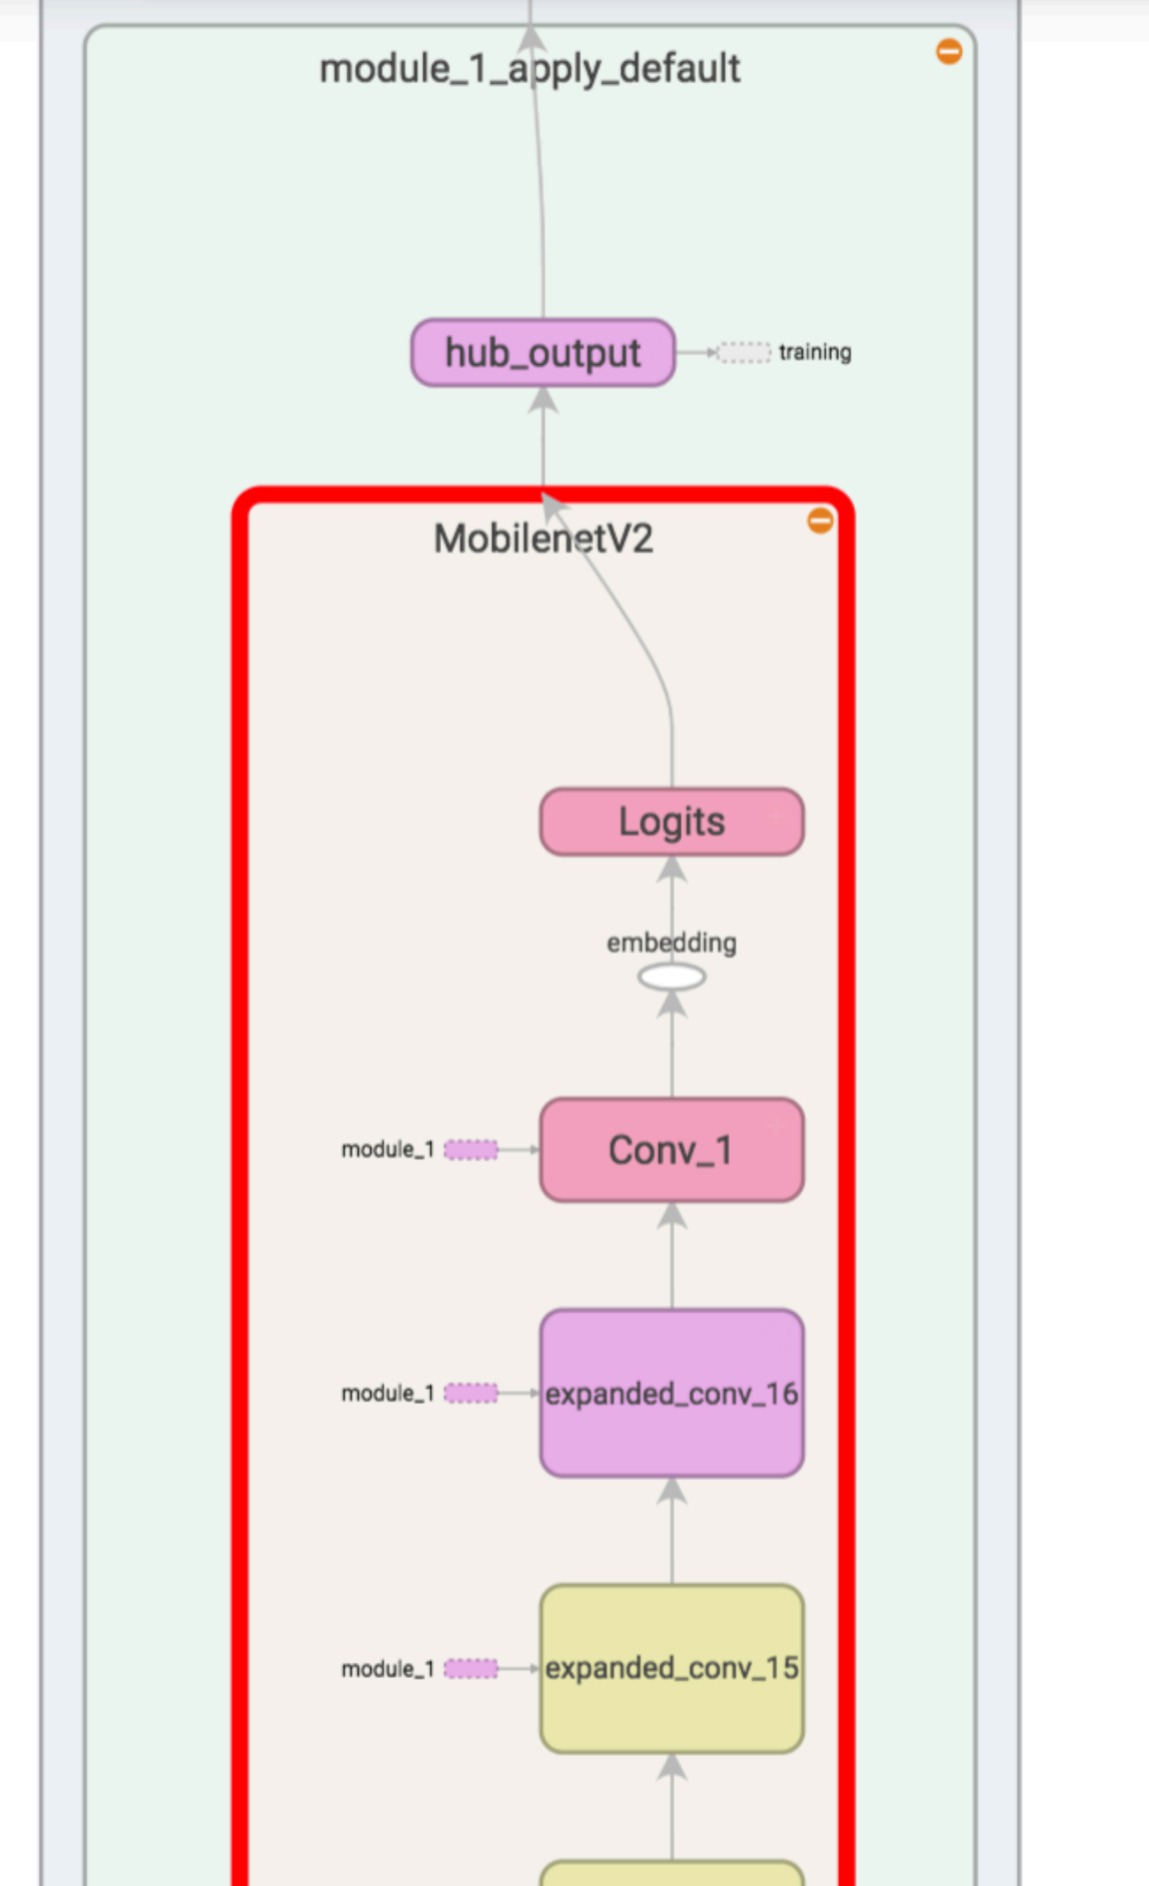 module_1_apply_default
hub_output
training
MobilenetV2
Logits
embedding
module_1
Conv_1
module_1
expanded_conv_16
module_1
expanded_conv_15